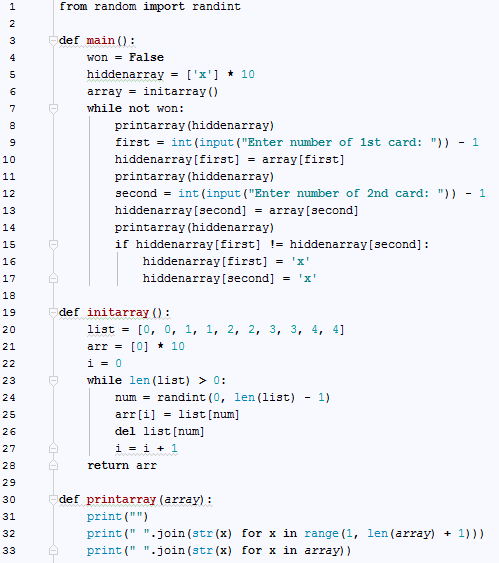 1 from random import randint
2
3 def main():
4     won = False
5     hiddenarray = ['x'] * 10
6     array = initarray()
7     while not won:
8         printarray(hiddenarray)
9         first = int(input("Enter number of 1st card: ")) - 1
10         hiddenarray[first] = array[first]
11         printarray(hiddenarray)
12         second = int(input("Enter number of 2nd card: ")) - 1
13         hiddenarray[second] = array[second]
14         printarray(hiddenarray)
15         if hiddenarray[first] != hiddenarray[second]:
16             hiddenarray[first] = 'x'
17             hiddenarray[second] = 'x'
18
19 def initarray():
20     list = [0, 0, 1, 1, 2, 2, 3, 3, 4, 4]
21     arr = [0] * 10
22     i = 0
23     while len(list) > 0:
24         num = randint(0, len(list) - 1)
25         arr[i] = list[num]
26         del list[num]
27         i = i + 1
28     return arr
29
30 def printarray(array):
31     print("")
32     print(" ".join(str(x) for x in range(1, len(array) + 1)))
33     print(" ".join(str(x) for x in array))